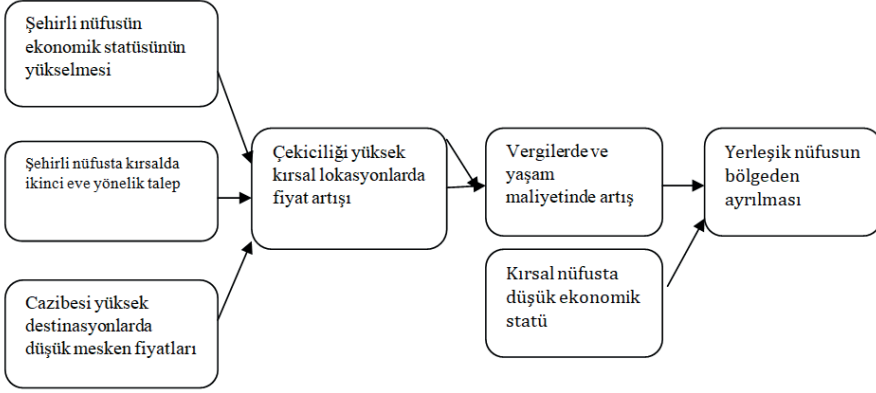 Şehirli nüfusün
ekonomik statüsünün
yükselmesi
Şehirli nüfusta kırsalda
ikinci eve yönelik talep
Cazibesi yüksek
destinasyonlarda
düşük mesken fiyatları
Çekiciliği yüksek
kırsal lokasyonlarda
fiyat artışı
Vergilerde ve
yaşam
maliyetinde artış
Kırsal nüfusta
düşük ekonomik
statü
Yerleşik nüfusun
bölgeden
ayrılması